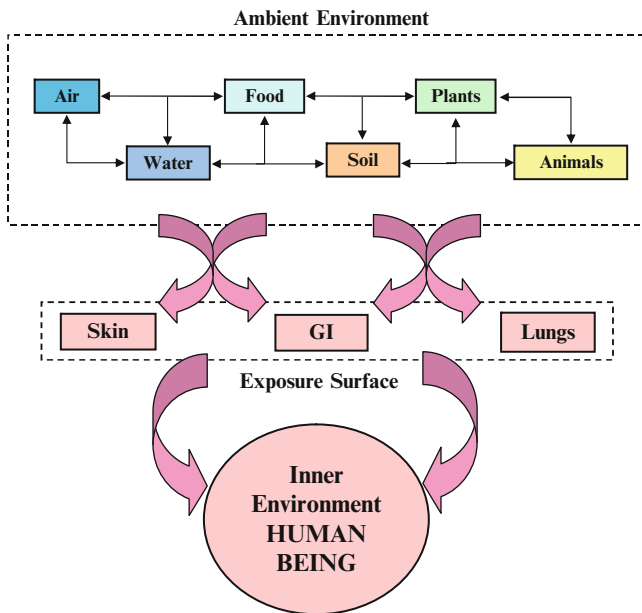 Ambient Environment
Air
Food
Plants
Water
Soil
Animals
Skin
GI
Lungs
Exposure Surface
Inner
Environment
HUMAN
BEING